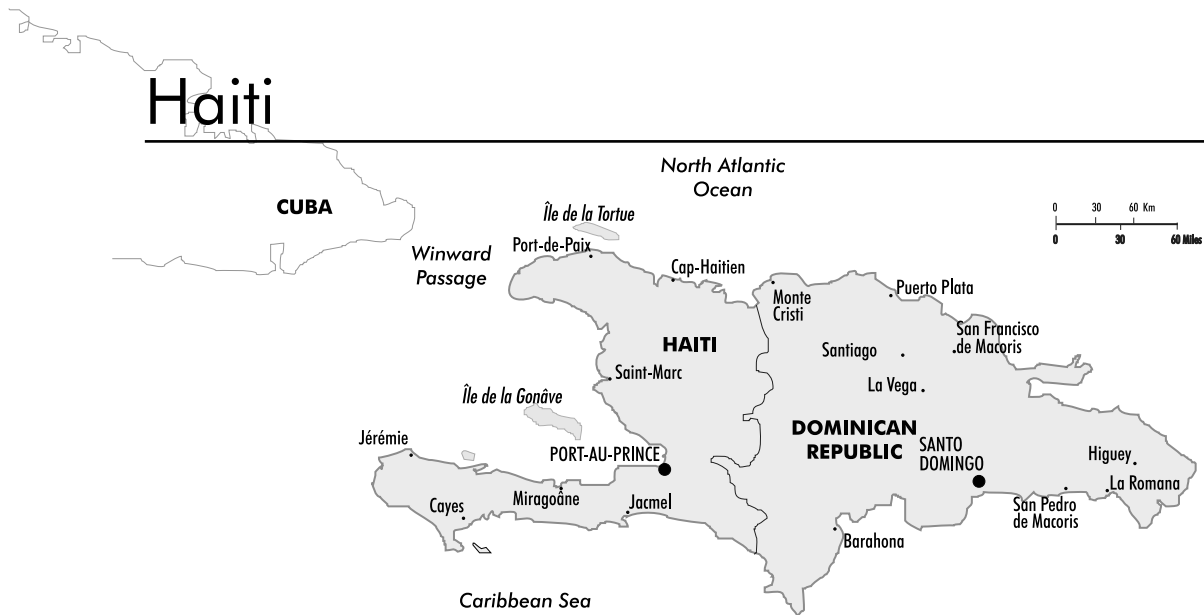 Haiti
North Atlantic
Ocean
CUBA
Île de la Tortue
0 30 60 Km
0 30 60 Miles
Port-de-Paix
Winward
Passage
Cap-Haitien
Monte
Cristi
Puerto Plata
San Francisco
de Macoris
HAITI
Santiago
Saint-Marc
La Vega
Île de la Gonâve
DOMINICAN
REPUBLIC
SANTO
DOMINGO
Jérémie
PORT-AU-PRINCE
Higuey
La Romana
Miragoâne
Cayes
Jacmel
San Pedro
de Macoris
Barahona
Caribbean Sea